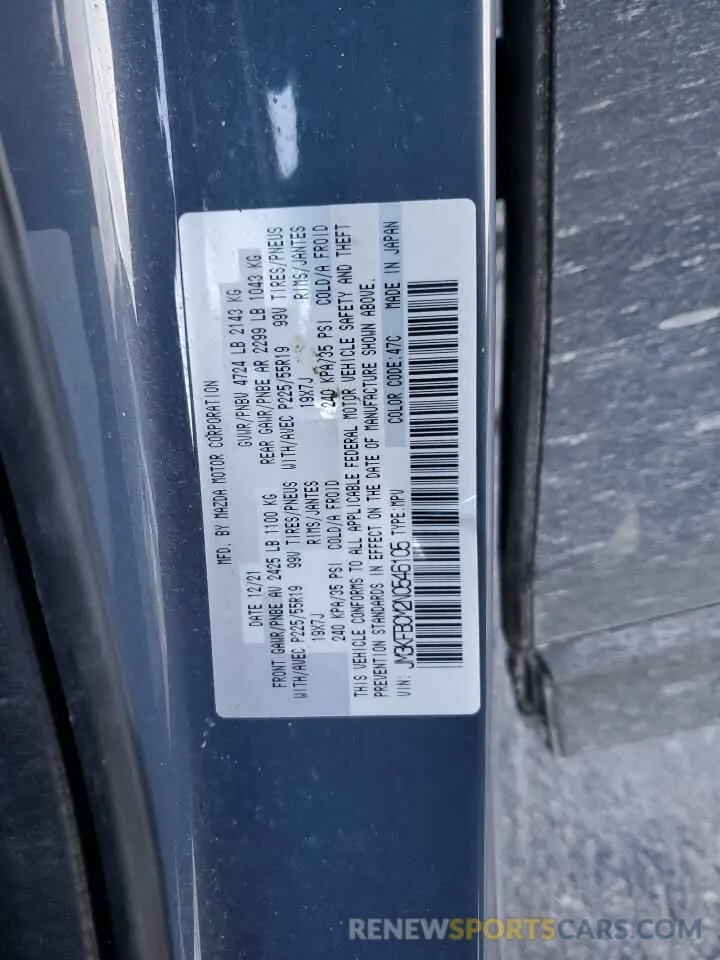 MFD. BY MAZDA MOTOR CORPORATION
DATE 12/21 GVWR/PNBV 4724 LB 2143 KG
FRONT GAWR/PNBE AV 2425 LB 1100 KG REAR GAWR/PNBE AR 2299 LB 1043 KG
WITH/AVEC P225/55R19 99V TIRES/PNEUS WITH/AVEC P225/55R19 99V TIRES/PNEUS
19X7J RIMS/JANTES 19X7J RIMS/JANTES
240 KPA/35 PSI COLD/A FROID 240 KPA/35 PSI COLD/A FROID
THIS VEHICLE CONFORMS TO ALL APPLICABLE FEDERAL MOTOR VEHICLE SAFETY AND THEFT
PREVENTION STANDARDS IN EFFECT ON THE DATE OF MANUFACTURE SHOWN ABOVE.
VIN: JM3KFBCM2N0546105 TYPE:MPV COLOR CODE:47C MADE IN JAPAN
RENEWSPORTSCARS.COM